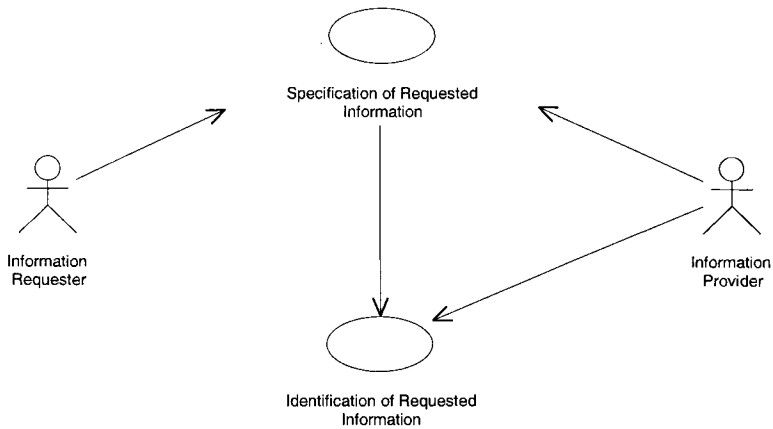 Specification of Requested
Information
Information
Requester
Information
Provider
Identification of Requested
Information